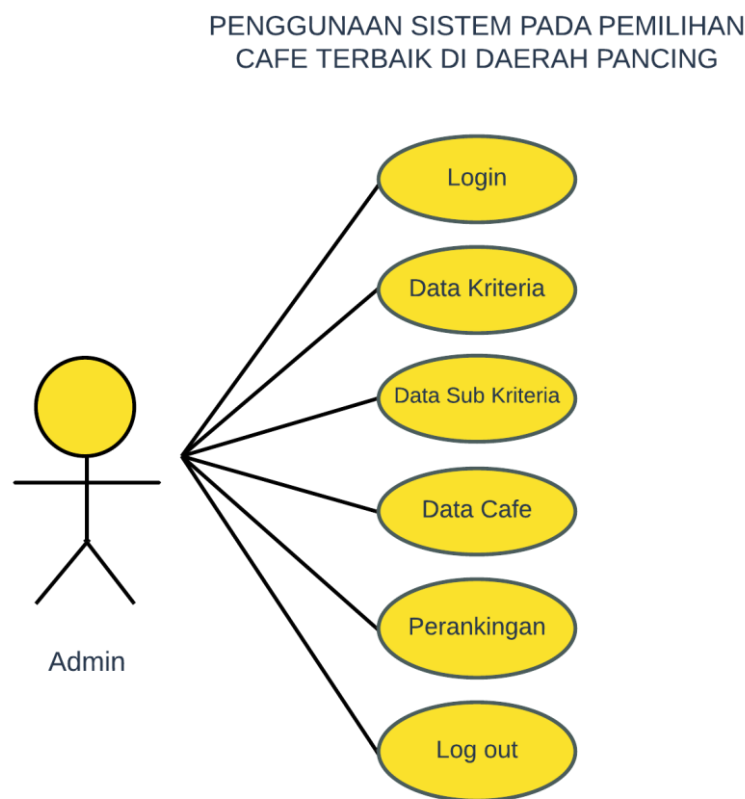 PENGGUNAAN SISTEM PADA PEMILIHAN
CAFE TERBAIK DI DAERAH PANCING
Login
Data Kriteria
Data Sub Kriteria
Data Cafe
Perankingan
Log out
Admin